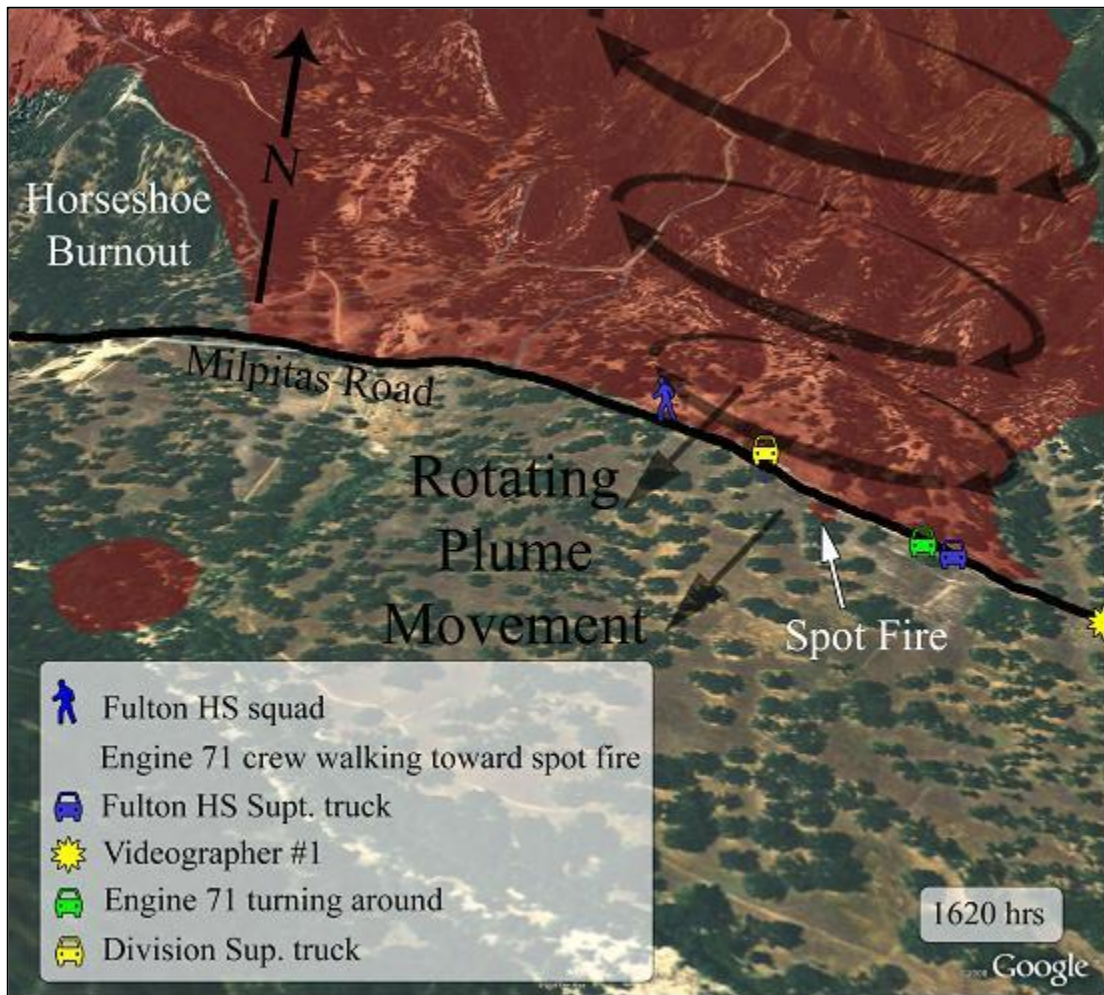 N
Horseshoe
Burnout
Milpitas Road
Rotating
Plume
Movement
Spot Fire
Fulton HS squad
Engine 71 crew walking toward spot fire
Fulton HS Supt. truck
Videographer #1
Engine 71 turning around
Division Sup. truck
1620 hrs
Google